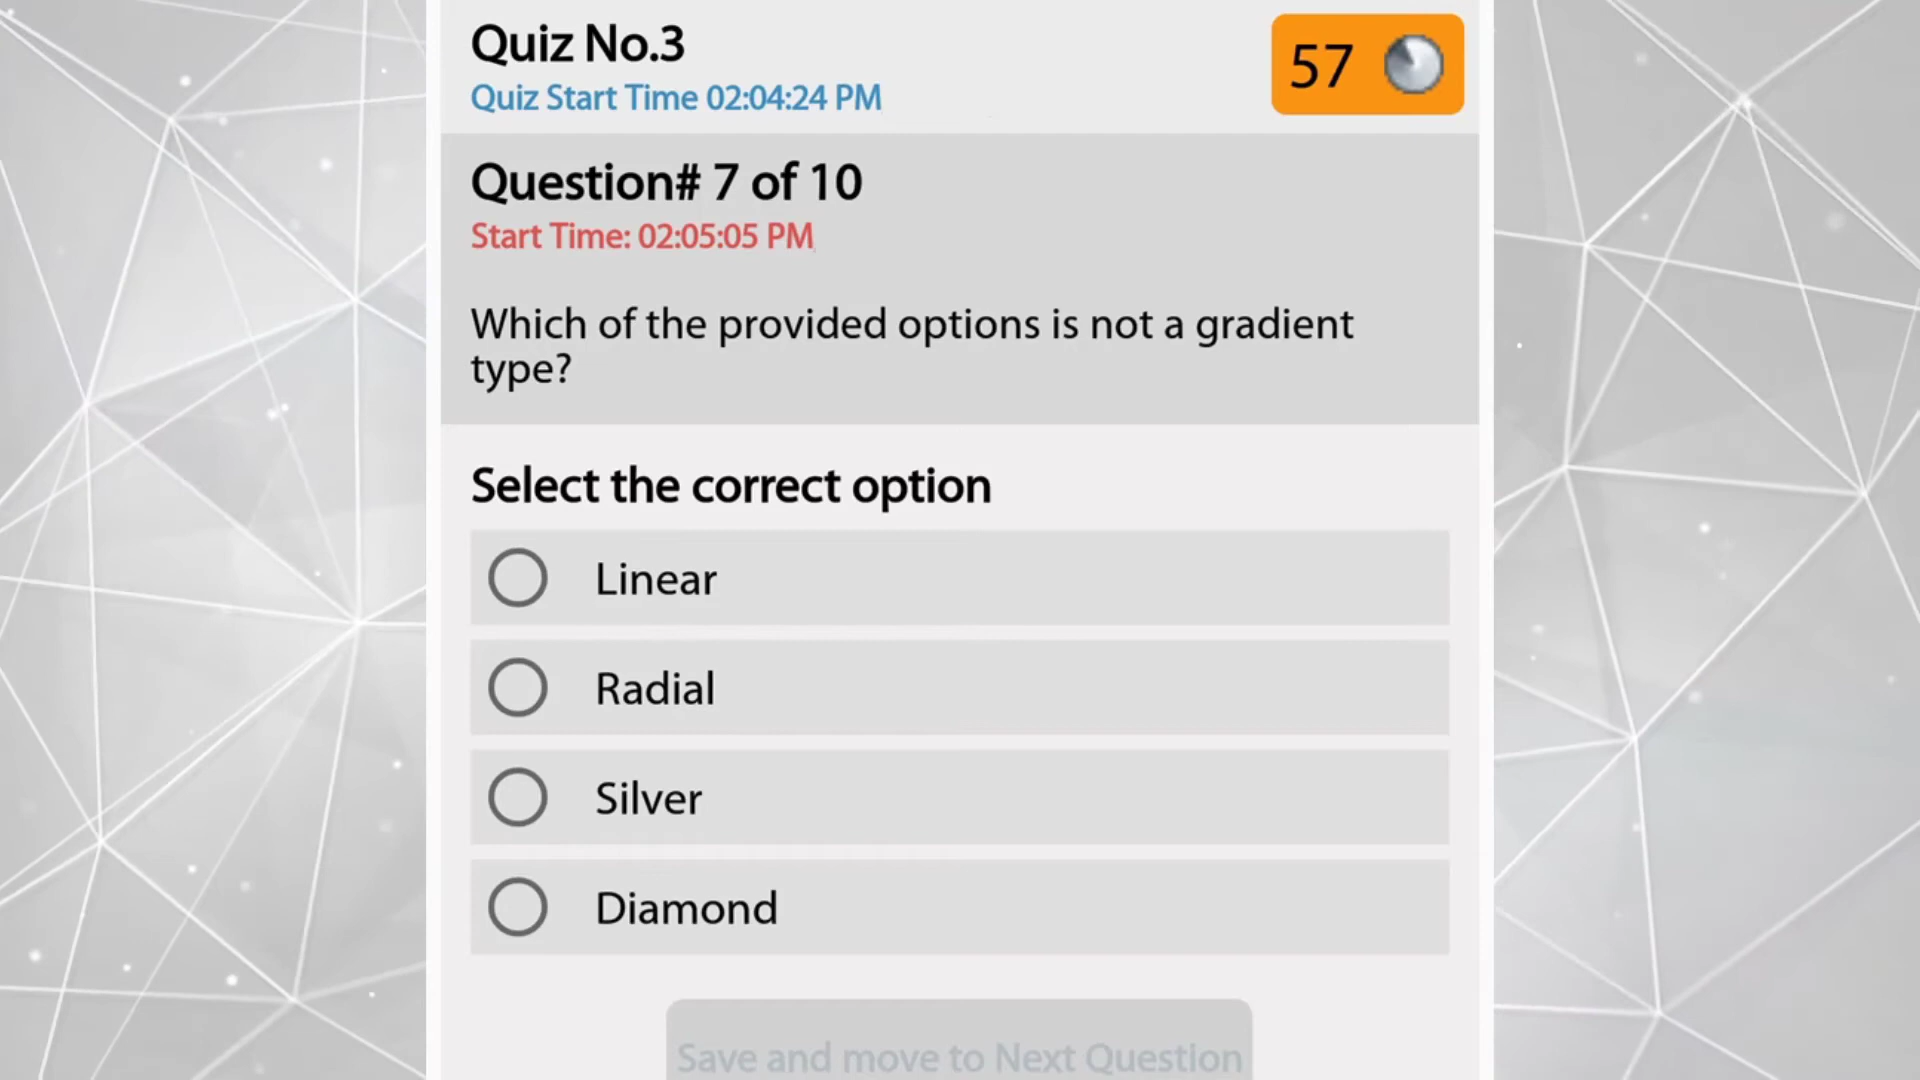 Quiz No.3
57
Quiz Start Time 02:04:24 PM
Question# 7 of 10
Start Time: 02:05:05 PM
Which of the provided options is not a gradient
type?
Select the correct option
Linear
Radial
Silver
Diamond
Save and move to Next Question